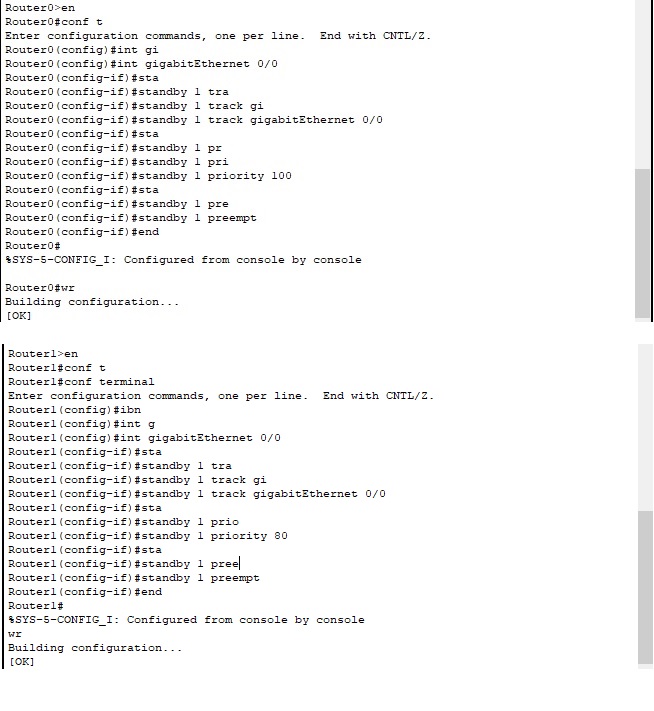 Router0>en
Router0#conf t
Enter configuration commands, one per line.  End with CNTL/Z.
Router0(config)#int gi
Router0(config)#int gigabitEthernet 0/0
Router0(config-if)#sta
Router0(config-if)#standby 1 tra
Router0(config-if)#standby 1 track gi
Router0(config-if)#standby 1 track gigabitEthernet 0/0
Router0(config-if)#sta
Router0(config-if)#standby 1 pr
Router0(config-if)#standby 1 pri
Router0(config-if)#standby 1 priority 100
Router0(config-if)#sta
Router0(config-if)#standby 1 pre
Router0(config-if)#standby 1 preempt
Router0(config-if)#end
Router0#
%SYS-5-CONFIG_I: Configured from console by console
Router0#wr
Building configuration...
[OK]
Router1>en
Router1#conf t
Router1#conf terminal
Enter configuration commands, one per line.  End with CNTL/Z.
Router1(config)#ibn
Router1(config)#int g
Router1(config)#int gigabitEthernet 0/0
Router1(config-if)#sta
Router1(config-if)#standby 1 tra
Router1(config-if)#standby 1 track gi
Router1(config-if)#standby 1 track gigabitEthernet 0/0
Router1(config-if)#sta
Router1(config-if)#standby 1 prio
Router1(config-if)#standby 1 priority 80
Router1(config-if)#sta
Router1(config-if)#standby 1 pree
Router1(config-if)#standby 1 preempt
Router1(config-if)#end
Router1#
%SYS-5-CONFIG_I: Configured from console by console
wr
Building configuration...
[OK]